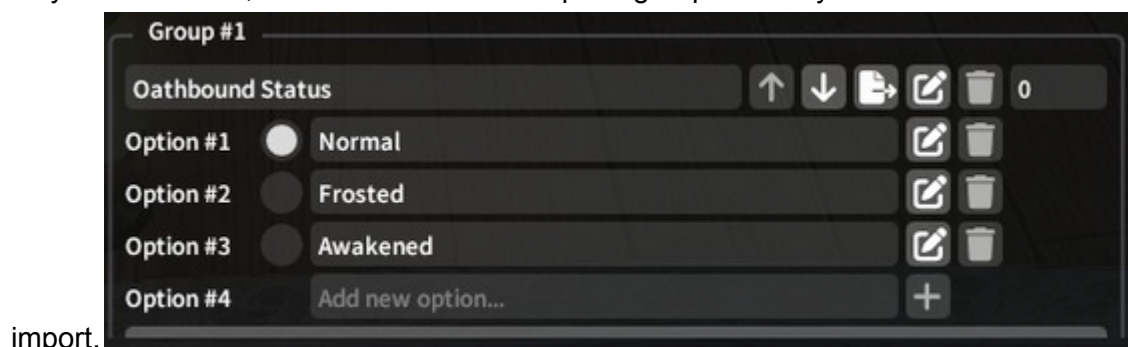 Group #1
Oathbound Status 0
Option #1 Normal
Option #2 Frosted
Option #3 Awakened
Option #4 Add new option...
import.